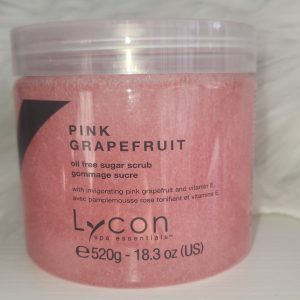 PINK
GRAPEFRUIT
oil free sugar scrub
gommage sucre
with invigorating pink grapefruit and vitamin E.
avec pamplemousse rose tonifiant et vitamine E.
Lycon
spa essentials™
℮520g - 18.3 oz (US)